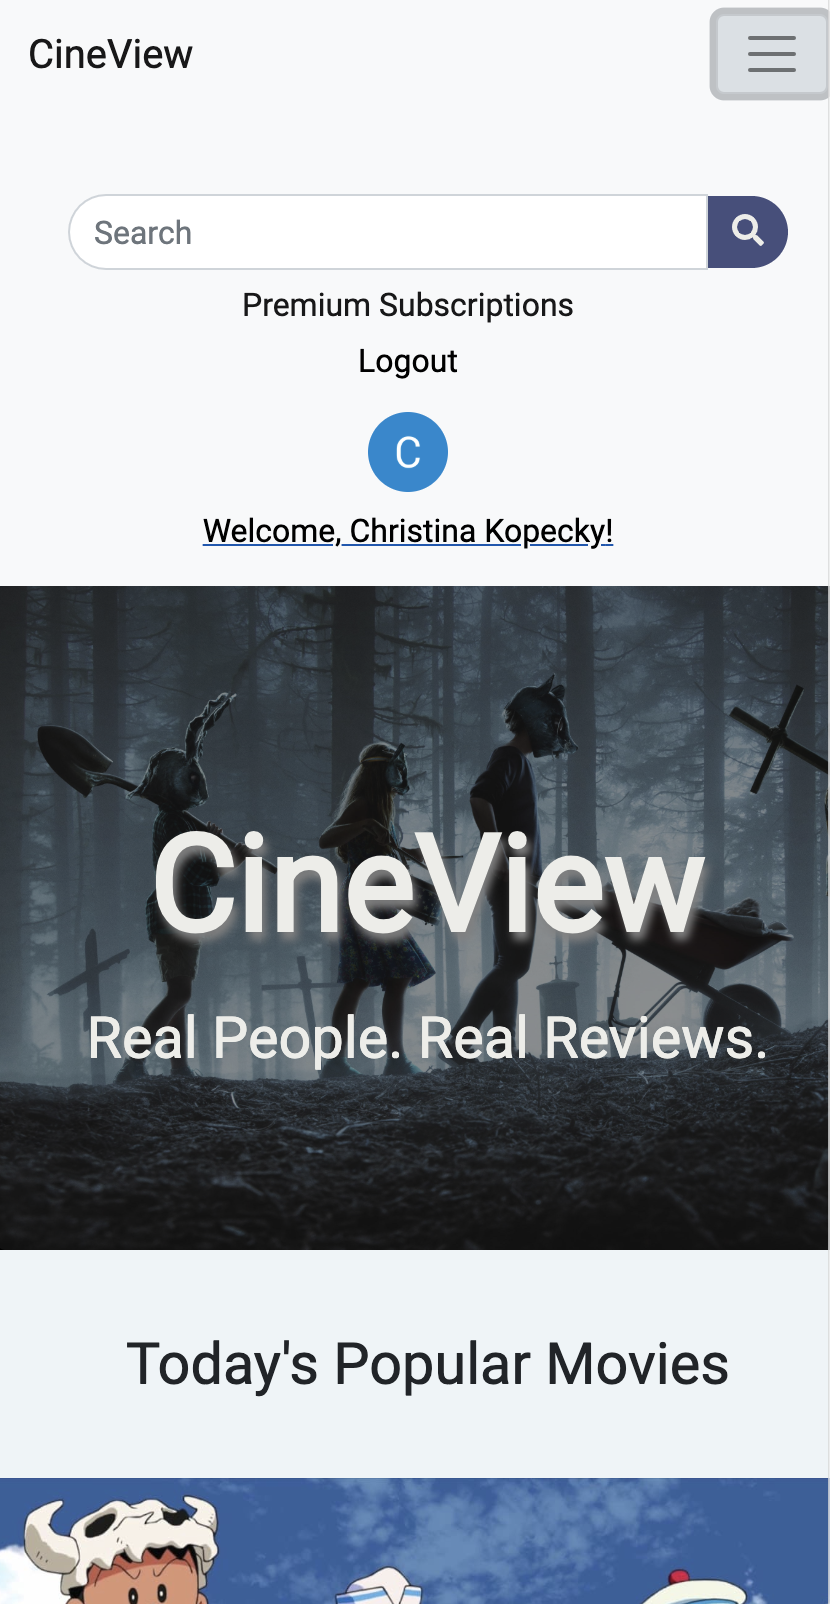 CineView
Search
Premium Subscriptions
Logout
C
Welcome, Christina Kopecky!
CineView
Real People. Real Reviews.
Today's Popular Movies